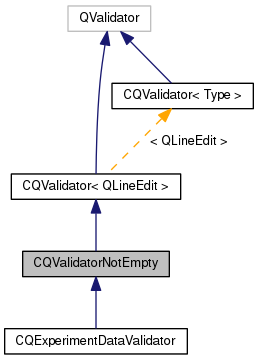 QValidator
CQValidator< Type >
< QLineEdit >
CQValidator< QLineEdit >
CQValidatorNotEmpty
CQExperimentDataValidator